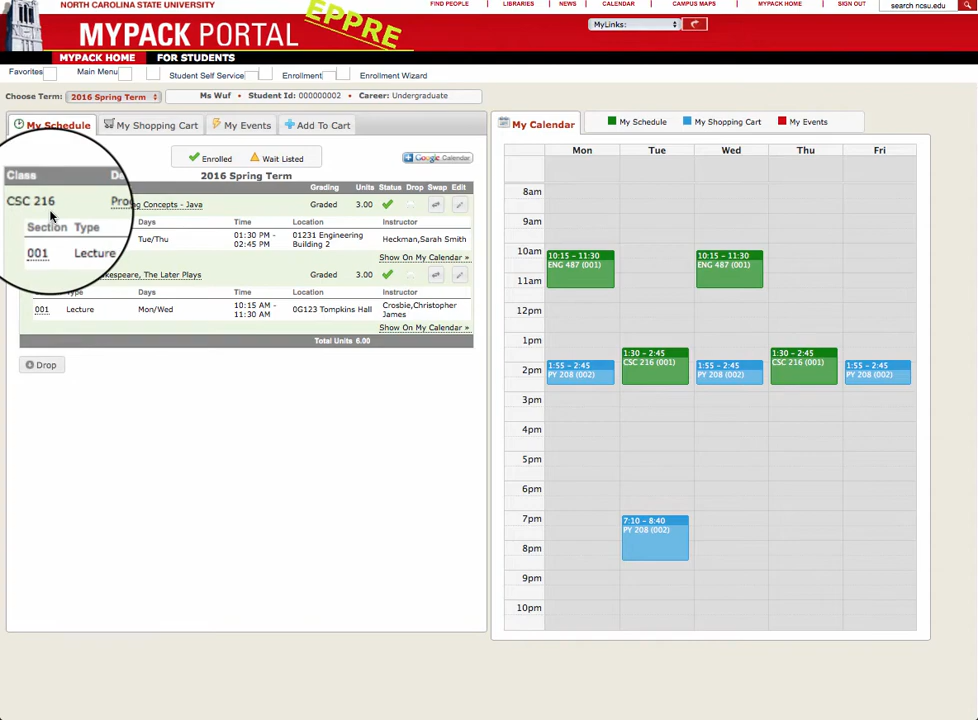 NORTH CAROLINA STATE UNIVERSITY
FIND PEOPLE LIBRARIES NEWS CALENDAR CAMPUS MAPS MYPACK HOME SIGN OUT search ncsu.edu
MYPACK PORTAL
EPPRE
MyLinks:
MYPACK HOME FOR STUDENTS
Favorites Main Menu Student Self Service Enrollment Enrollment Wizard
Choose Term: 2016 Spring Term Ms Wuf • Student Id: 000000002 • Career: Undergraduate
My Schedule My Shopping Cart My Events Add To Cart
Enrolled Wait Listed
Google Calendar
2016 Spring Term
Class
Grading Units Status Drop Swap Edit
CSC 216
Concepts - Java Graded 3.00
Section Type Days Time Location Instructor
001 Lecture Tue/Thu 01:30 PM - 02:45 PM 01231 Engineering Building 2 Heckman,Sarah Smith
Show On My Calendar »
The Later Plays Graded 3.00
Days Time Location Instructor
001 Lecture Mon/Wed 10:15 AM - 11:30 AM 0G123 Tompkins Hall Crosbie,Christopher James
Show On My Calendar »
Total Units 6.00
Drop
My Calendar My Schedule My Shopping Cart My Events
Mon Tue Wed Thu Fri
8am
9am
10am
11am
12pm
1pm
2pm
3pm
4pm
5pm
6pm
7pm
8pm
9pm
10pm
10:15 - 11:30
ENG 487 (001)
1:55 - 2:45
PY 208 (002)
1:30 - 2:45
CSC 216 (001)
7:10 - 8:40
PY 208 (002)
10:15 - 11:30
ENG 487 (001)
1:55 - 2:45
PY 208 (002)
1:30 - 2:45
CSC 216 (001)
1:55 - 2:45
PY 208 (002)